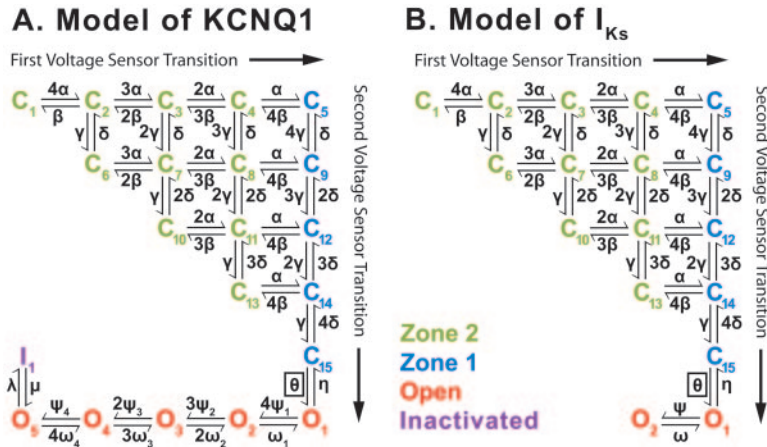 A. Model of KCNQ1
First Voltage Sensor Transition
4α 3α 2α α
C1 C2 C3 C4 C5
β 2β 3β 4β
γ δ 2γ δ 3γ δ 4γ δ
3α 2α α
C6 C7 C8 C9
2β 3β 4β
γ 2δ 2γ 2δ 3γ 2δ
2α α
C10 C11 C12
3β 4β
γ 3δ 2γ 3δ
α
C13 C14
4β
γ 4δ
I1 C15
λ μ θ η
Ψ4 2Ψ3 3Ψ2 4Ψ1
O5 O4 O3 O2 O1
4ω4 3ω3 2ω2 ω1
Second Voltage Sensor Transition
B. Model of IKs
First Voltage Sensor Transition
4α 3α 2α α
C1 C2 C3 C4 C5
β 2β 3β 4β
γ δ 2γ δ 3γ δ 4γ δ
3α 2α α
C6 C7 C8 C9
2β 3β 4β
γ 2δ 2γ 2δ 3γ 2δ
2α α
C10 C11 C12
3β 4β
γ 3δ 2γ 3δ
α
C13 C14
4β
γ 4δ
C15
θ η
Ψ
O2 O1
ω
Second Voltage Sensor Transition
Zone 2
Zone 1
Open
Inactivated